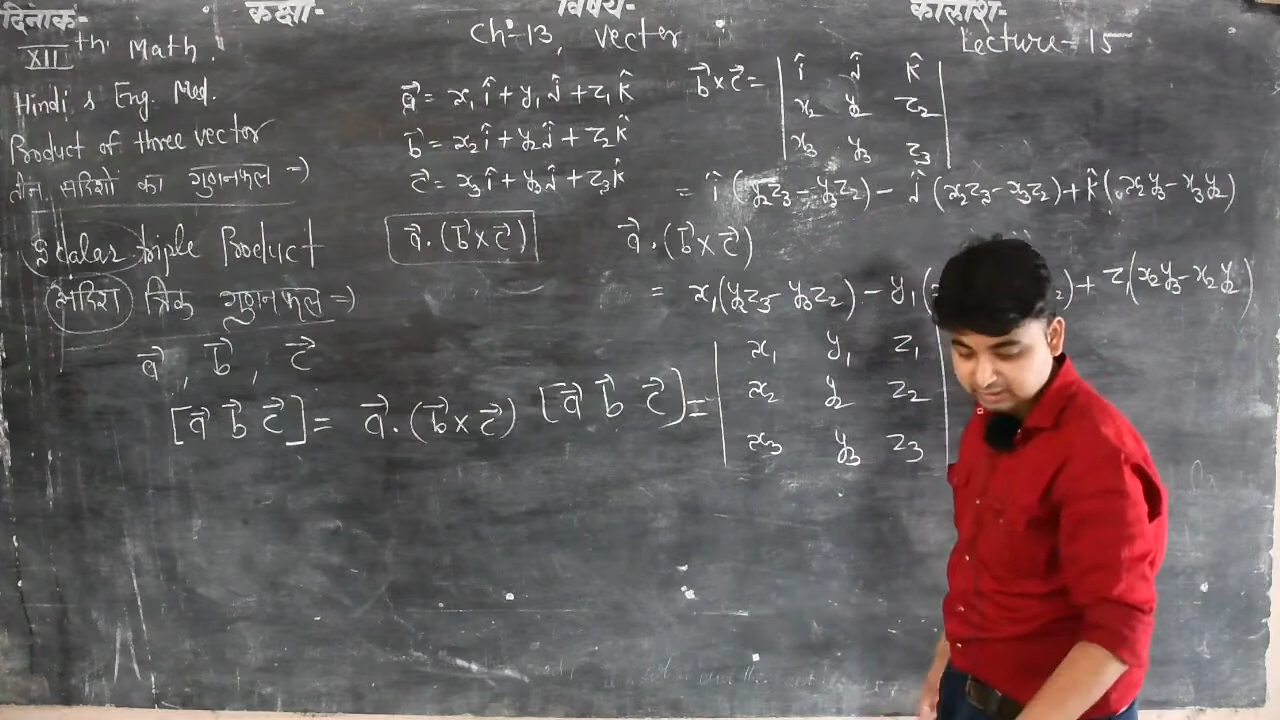 दिनांक- कक्षा- विषय- कालांश-
XII th Math. Ch-13, Vector Lecture-15
Hindi & Eng. Med.
Product of three vector
तीन सदिशों का गुणनफल ⇒
Scalar triple Product
सदिश त्रिक गुणनफल ⇒
a⃗, b⃗, c⃗
[a⃗ b⃗ c⃗] = a⃗.(b⃗×c⃗)
a⃗ = x₁î + y₁ĵ + z₁k̂
b⃗ = x₂î + y₂ĵ + z₂k̂
c⃗ = x₃î + y₃ĵ + z₃k̂
a⃗.(b⃗×c⃗)
b⃗×c⃗ = | î ĵ k̂ |
| x₂ y₂ z₂ |
| x₃ y₃ z₃ |
= î(y₂z₃ - y₃z₂) - ĵ(x₂z₃ - x₃z₂) + k̂(x₂y₃ - x₃y₂)
a⃗.(b⃗×c⃗)
= x₁(y₂z₃ - y₃z₂) - y₁( ₂) + z₁(x₂y₃ - x₂y₂)
[a⃗ b⃗ c⃗] = | x₁ y₁ z₁ |
| x₂ y₂ z₂ |
| x₃ y₃ z₃ |